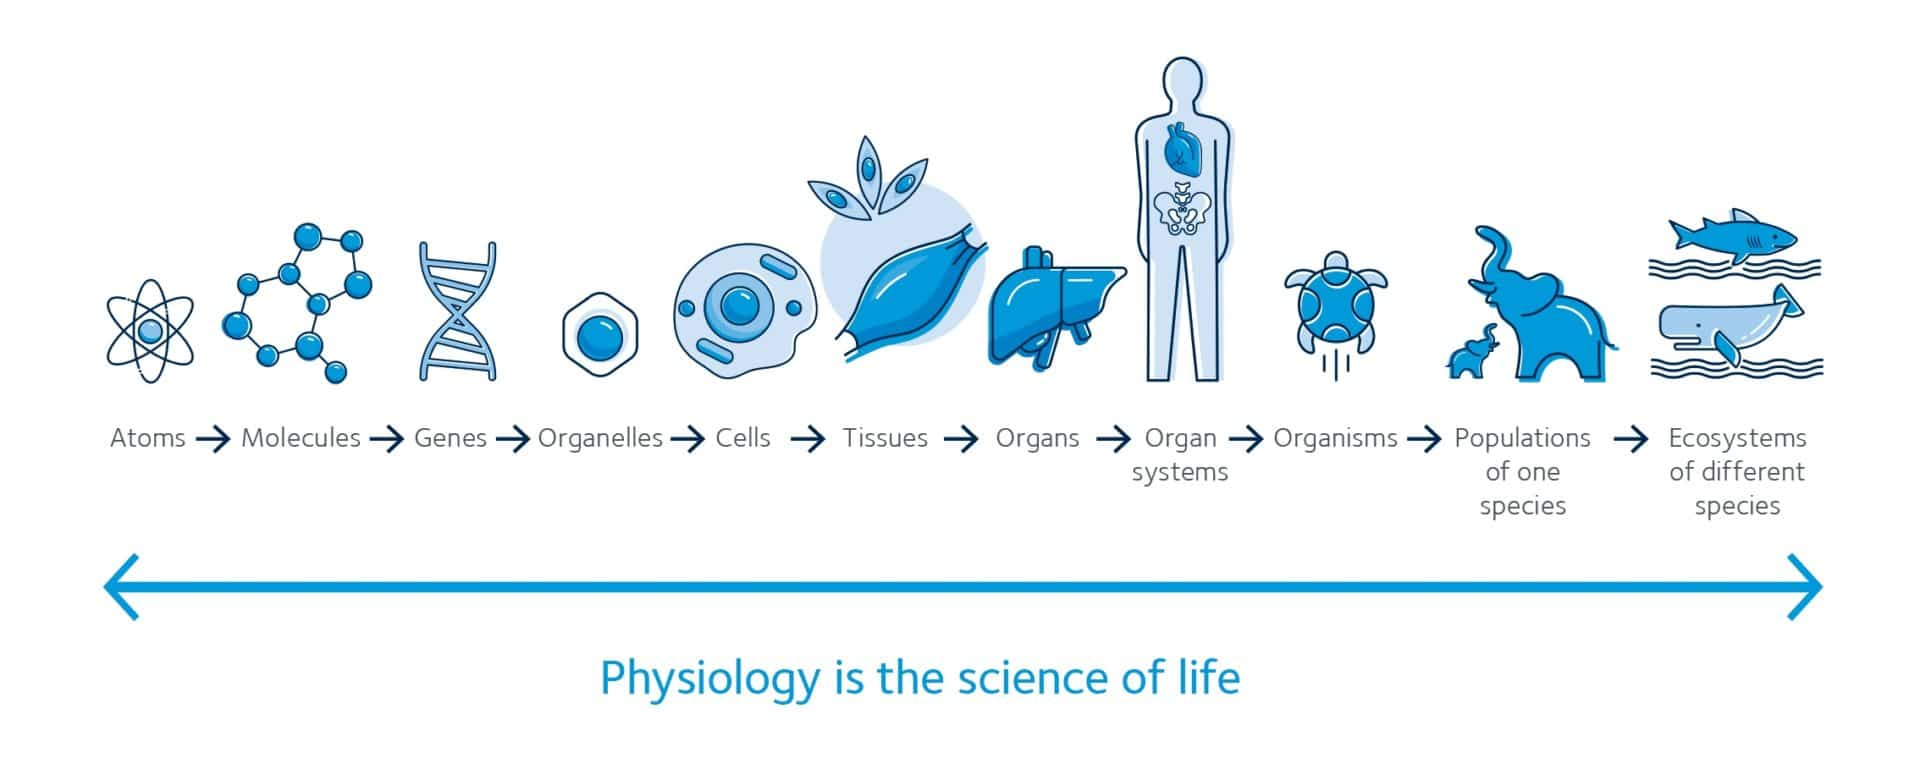 Atoms → Molecules → Genes → Organelles → Cells → Tissues → Organs → Organ → Organisms → Populations → Ecosystems
systems of one of different
species species
Physiology is the science of life